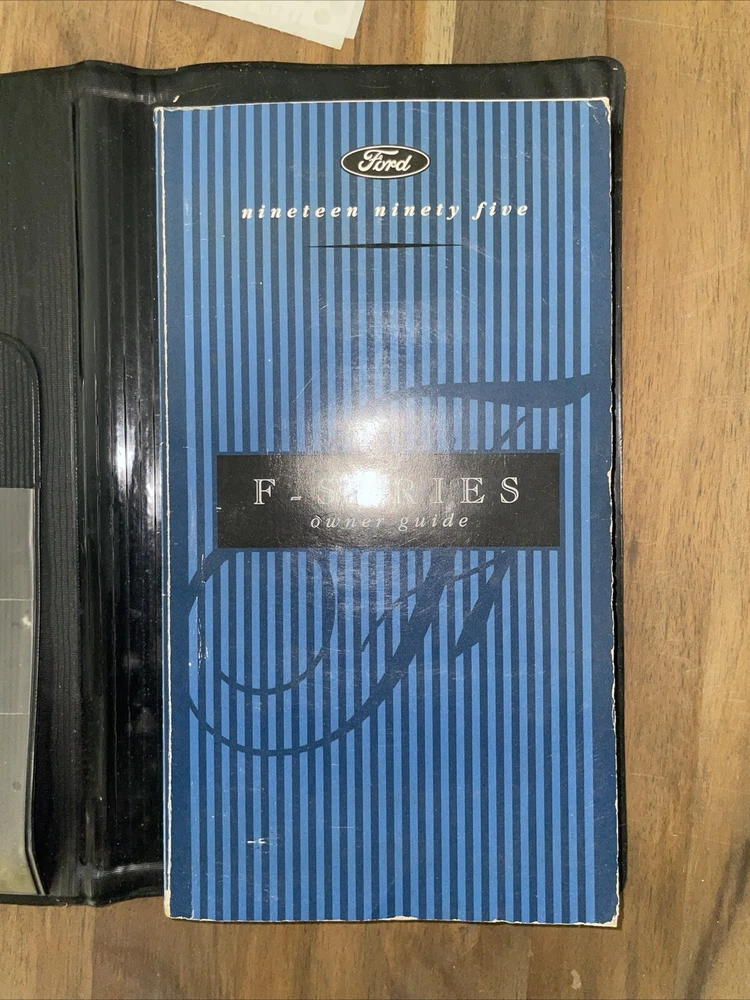 Ford
nineteen ninety five
F-SERIES
owner guide